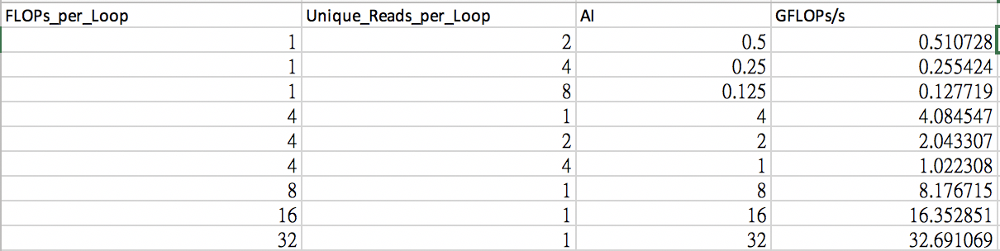 FLOPs_per_Loop Unique_Reads_per_Loop AI GFLOPs/s
1 2 0.5 0.510728
1 4 0.25 0.255424
1 8 0.125 0.127719
4 1 4 4.084547
4 2 2 2.043307
4 4 1 1.022308
8 1 8 8.176715
16 1 16 16.352851
32 1 32 32.691069